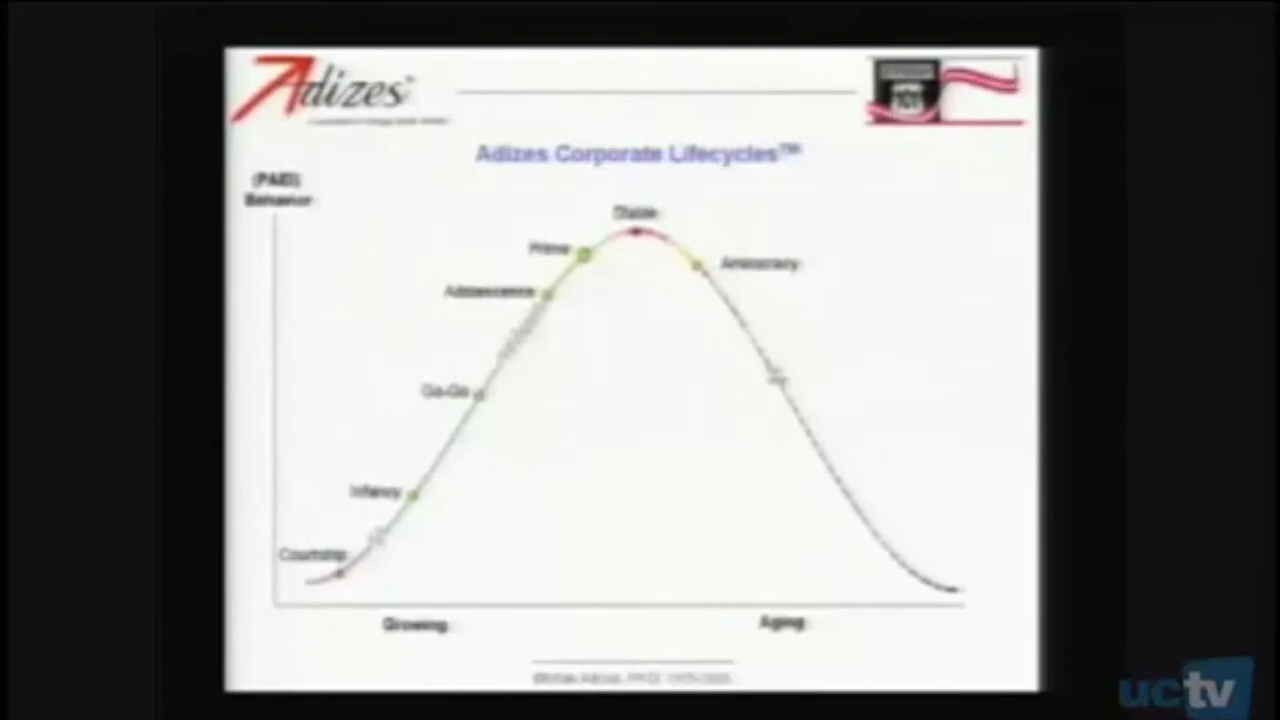 Adizes
Adizes Corporate Lifecycles™
(PAEI)
Behavior
Stable
Prime
Aristocracy
Adolescence
Go-Go
Infancy
Courtship
Growing
Aging
uctv